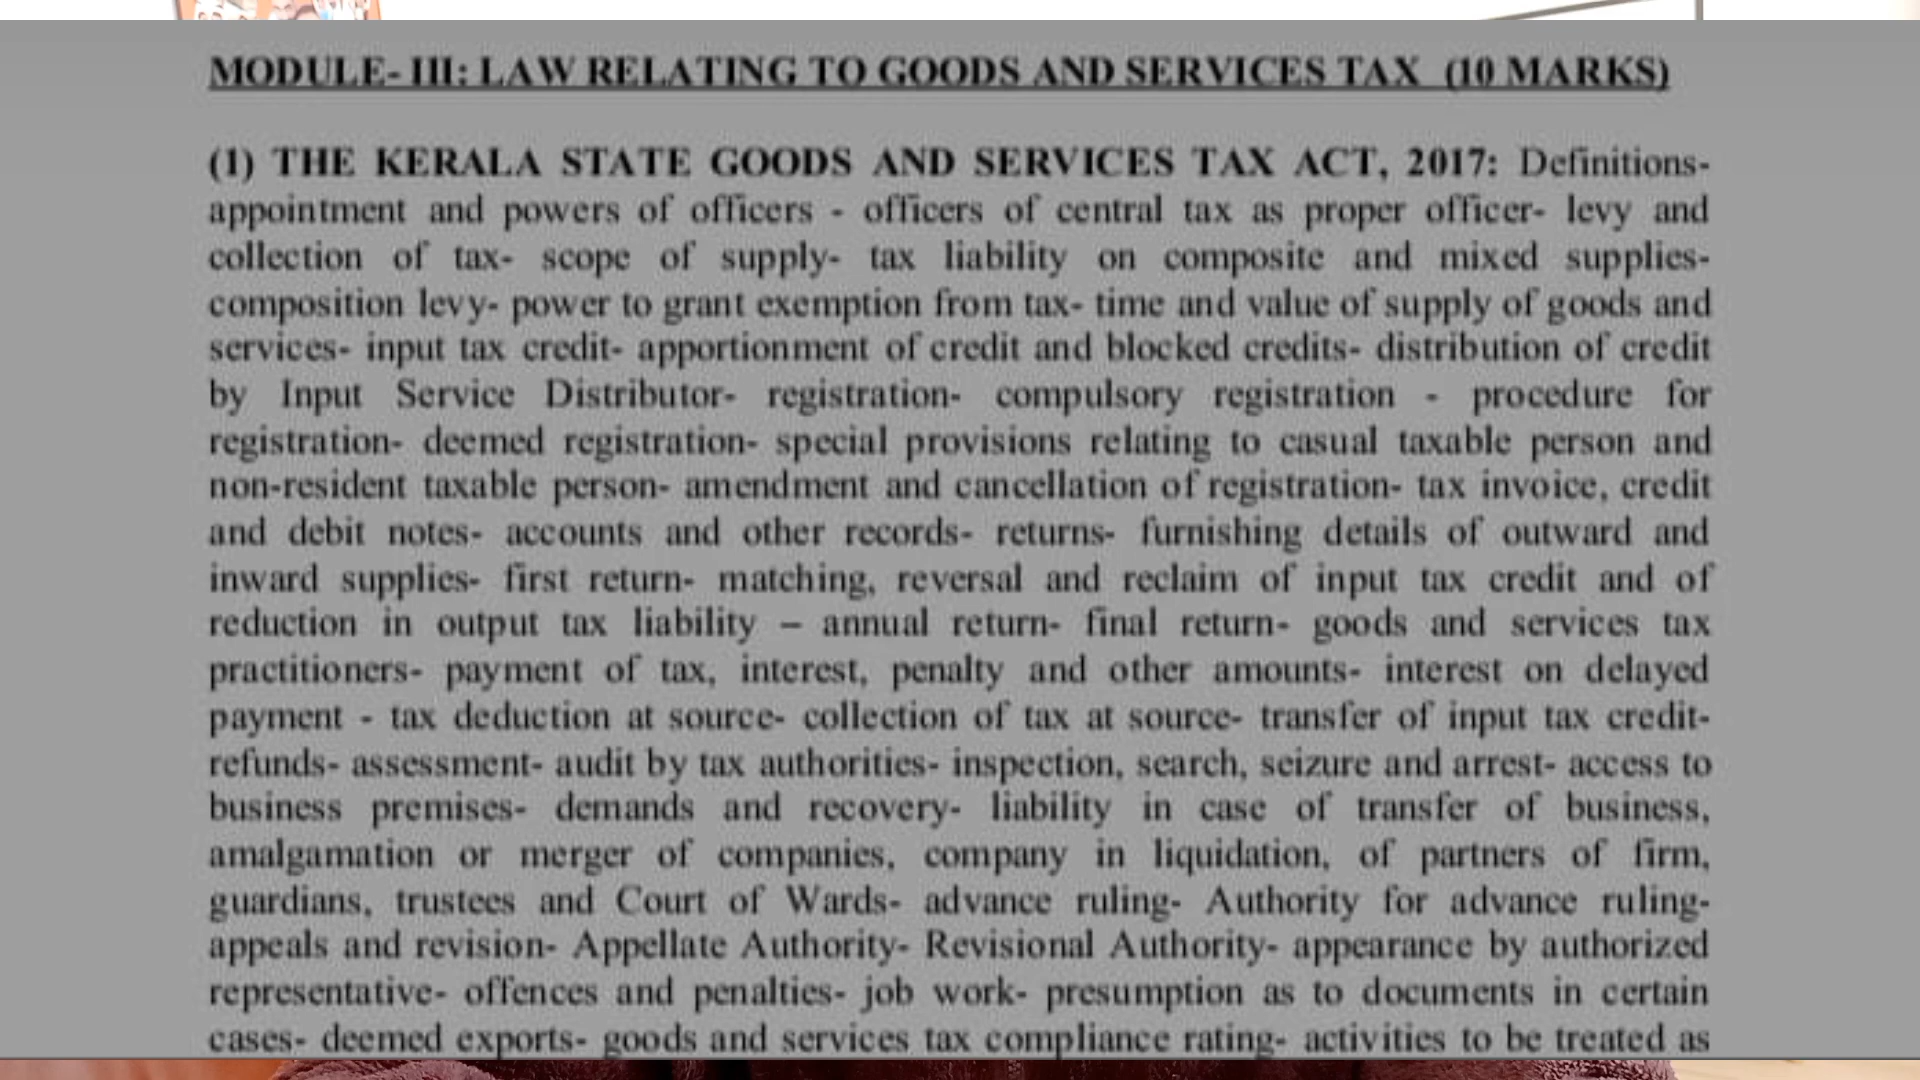 MODULE- III: LAW RELATING TO GOODS AND SERVICES TAX (10 MARKS)
(1) THE KERALA STATE GOODS AND SERVICES TAX ACT, 2017: Definitions-
appointment and powers of officers - officers of central tax as proper officer- levy and
collection of tax- scope of supply- tax liability on composite and mixed supplies-
composition levy- power to grant exemption from tax- time and value of supply of goods and
services- input tax credit- apportionment of credit and blocked credits- distribution of credit
by Input Service Distributor- registration- compulsory registration - procedure for
registration- deemed registration- special provisions relating to casual taxable person and
non-resident taxable person- amendment and cancellation of registration- tax invoice, credit
and debit notes- accounts and other records- returns- furnishing details of outward and
inward supplies- first return- matching, reversal and reclaim of input tax credit and of
reduction in output tax liability – annual return- final return- goods and services tax
practitioners- payment of tax, interest, penalty and other amounts- interest on delayed
payment - tax deduction at source- collection of tax at source- transfer of input tax credit-
refunds- assessment- audit by tax authorities- inspection, search, seizure and arrest- access to
business premises- demands and recovery- liability in case of transfer of business,
amalgamation or merger of companies, company in liquidation, of partners of firm,
guardians, trustees and Court of Wards- advance ruling- Authority for advance ruling-
appeals and revision- Appellate Authority- Revisional Authority- appearance by authorized
representative- offences and penalties- job work- presumption as to documents in certain
cases- deemed exports- goods and services tax compliance rating- activities to be treated as